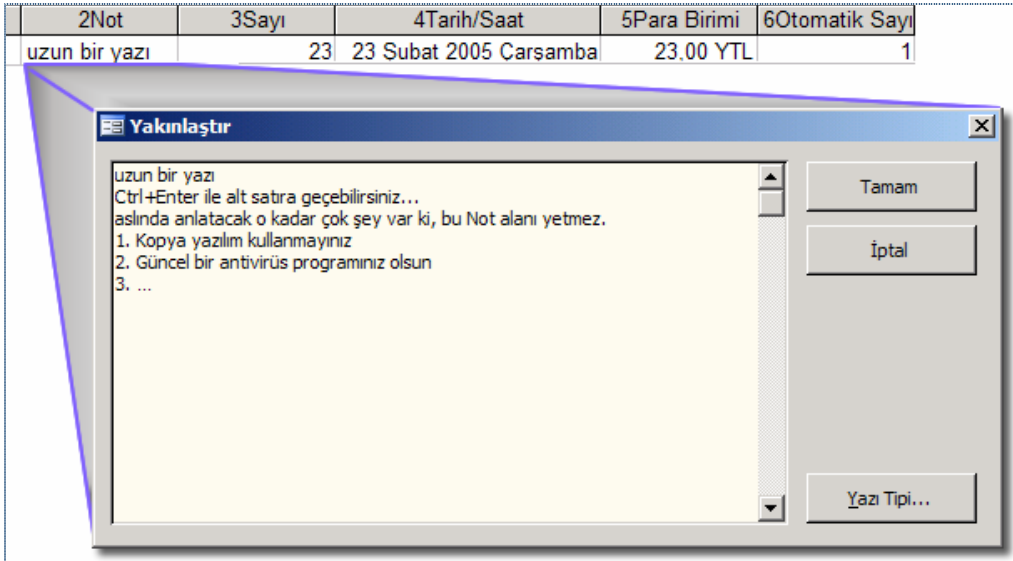 2Not 3Sayı 4Tarih/Saat 5Para Birimi 6Otomatik Sayı
uzun bir yazı 23 23 Subat 2005 Çarşamba 23,00 YTL 1
Yakınlaştır
uzun bir yazı
Ctrl+Enter ile alt satıra geçebilirsiniz...
aslında anlatacak o kadar çok şey var ki, bu Not alanı yetmez.
1. Kopya yazılım kullanmayınız
2. Güncel bir antivirüs programınız olsun
3. ...
Tamam
İptal
Yazı Tipi...